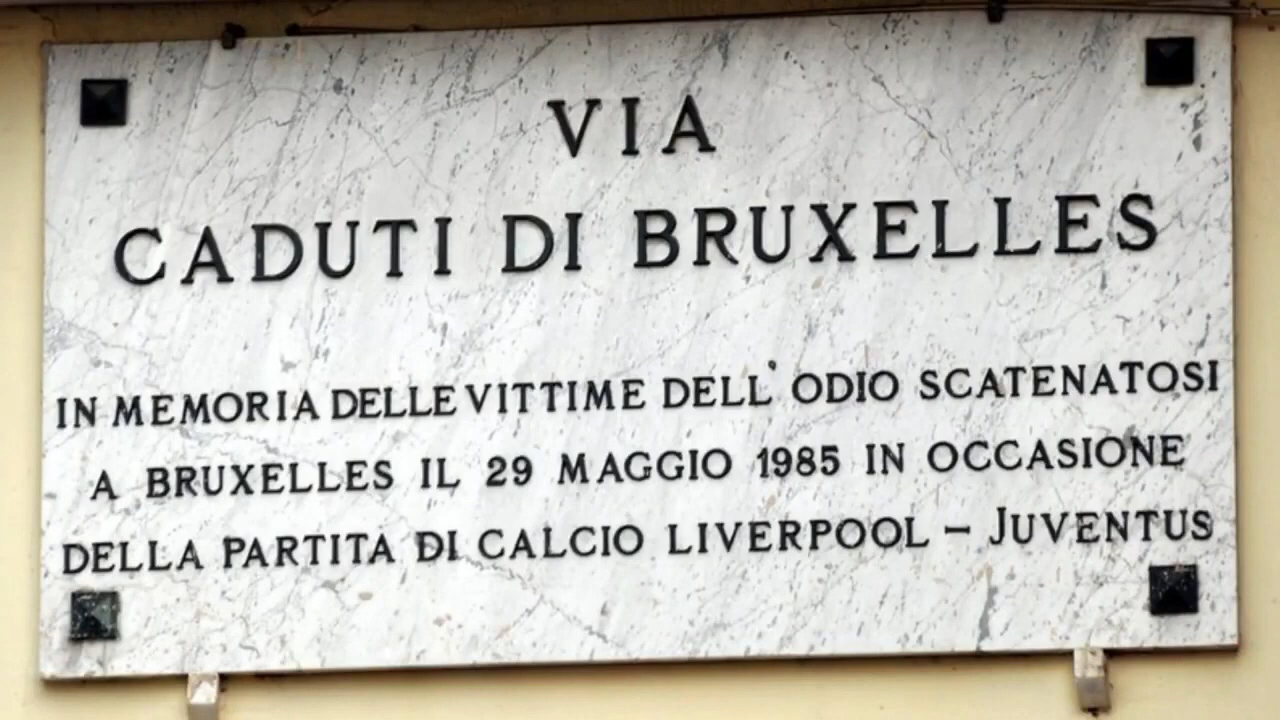 VIA
CADUTI DI BRUXELLES
IN MEMORIA DELLE VITTIME DELL' ODIO SCATENATOSI
A BRUXELLES IL 29 MAGGIO 1985 IN OCCASIONE
DELLA PARTITA DI CALCIO LIVERPOOL – JUVENTUS